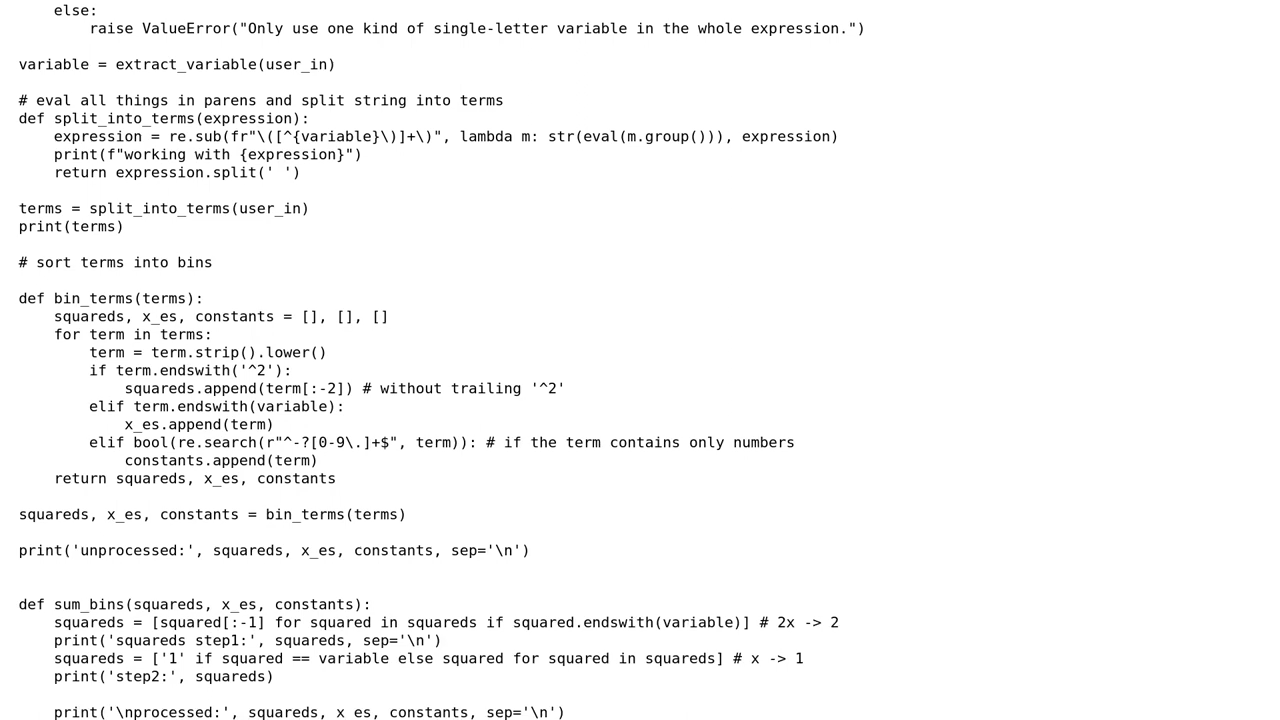 else:
        raise ValueError("Only use one kind of single-letter variable in the whole expression.")

variable = extract_variable(user_in)

# eval all things in parens and split string into terms
def split_into_terms(expression):
    expression = re.sub(fr"\([^{variable}\)]+\)", lambda m: str(eval(m.group())), expression)
    print(f"working with {expression}")
    return expression.split(' ')

terms = split_into_terms(user_in)
print(terms)

# sort terms into bins

def bin_terms(terms):
    squareds, x_es, constants = [], [], []
    for term in terms:
        term = term.strip().lower()
        if term.endswith('^2'):
            squareds.append(term[:-2]) # without trailing '^2'
        elif term.endswith(variable):
            x_es.append(term)
        elif bool(re.search(r"^-?[0-9\.]+$", term)): # if the term contains only numbers
            constants.append(term)
    return squareds, x_es, constants

squareds, x_es, constants = bin_terms(terms)

print('unprocessed:', squareds, x_es, constants, sep='\n')


def sum_bins(squareds, x_es, constants):
    squareds = [squared[:-1] for squared in squareds if squared.endswith(variable)] # 2x -> 2
    print('squareds step1:', squareds, sep='\n')
    squareds = ['1' if squared == variable else squared for squared in squareds] # x -> 1
    print('step2:', squareds)

    print('\nprocessed:', squareds, x_es, constants, sep='\n')